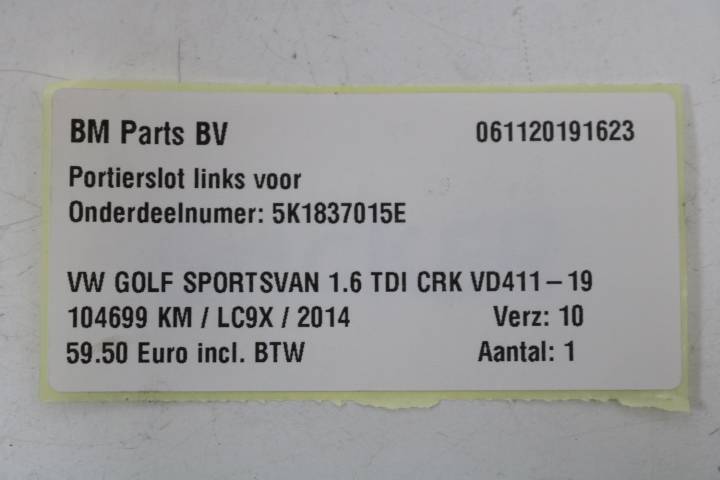 BM Parts BV 061120191623
Portierslot links voor
Onderdeelnumer: 5K1837015E
VW GOLF SPORTSVAN 1.6 TDI CRK VD411-19
104699 KM / LC9X / 2014 Verz: 10
59.50 Euro incl. BTW Aantal: 1